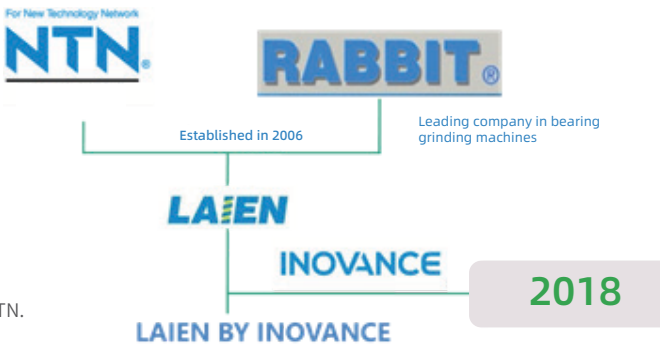 For New Technology Network
NTN®
RABBIT®
Established in 2006
Leading company in bearing
grinding machines
LAIEN
INOVANCE
2018
TN.
LAIEN BY INOVANCE